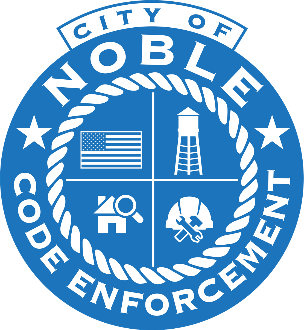 CITY OF
NOBLE
CODE ENFORCEMENT